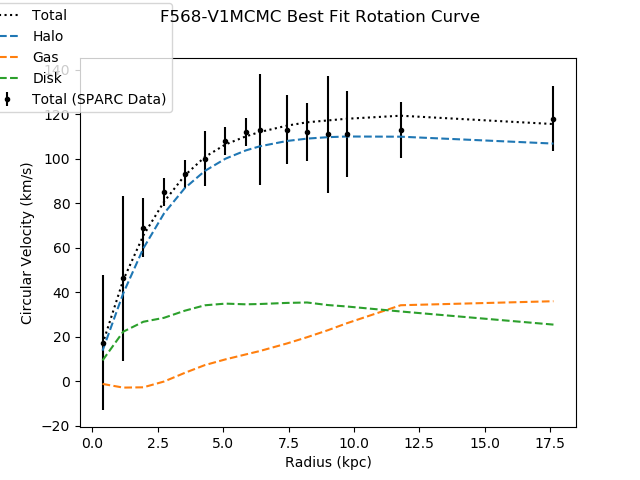 F568-V1MCMC Best Fit Rotation Curve
Total
Halo
Gas
Disk
Total (SPARC Data)
Circular Velocity (km/s)
140
120
100
80
60
40
20
0
−20
0.0 2.5 5.0 7.5 10.0 12.5 15.0 17.5
Radius (kpc)